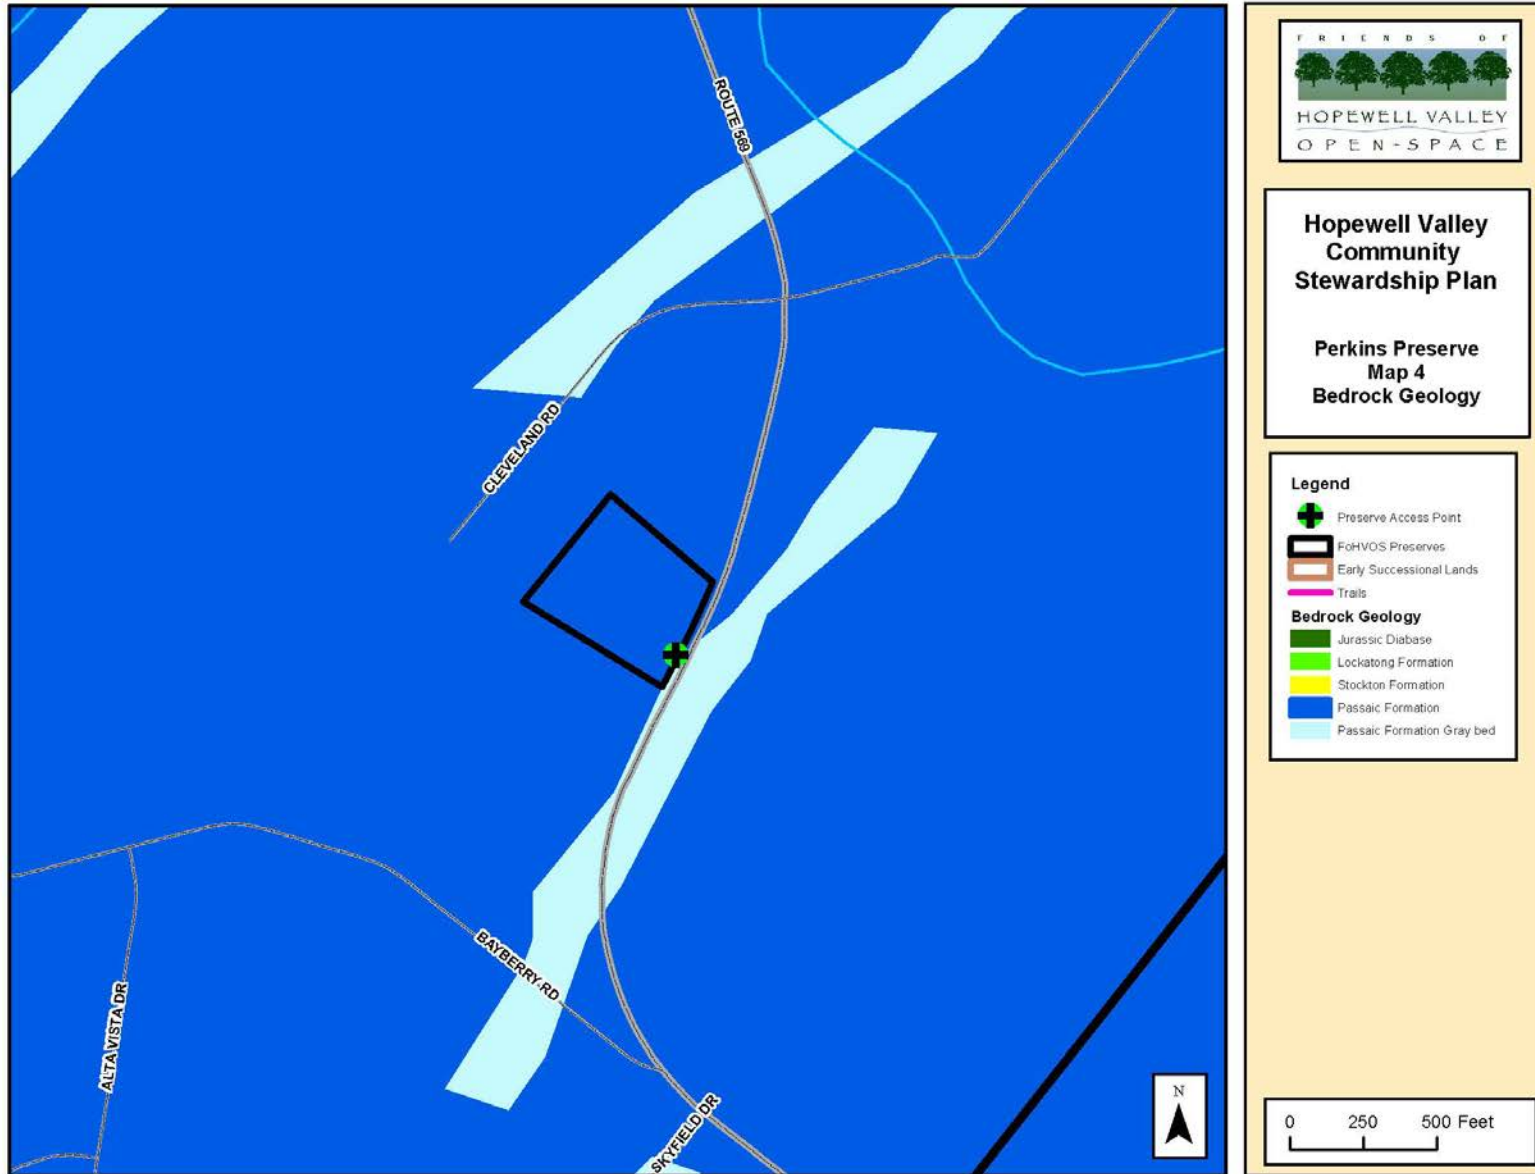 ROUTE 569
CLEVELAND RD
BAYBERRY RD
ALTA VISTA DR
SKYFIELD DR
N
FRIENDS OF
HOPEWELL VALLEY
OPEN-SPACE
Hopewell Valley
Community
Stewardship Plan
Perkins Preserve
Map 4
Bedrock Geology
Legend
Preserve Access Point
FoHVOS Preserves
Early Successional Lands
Trails
Bedrock Geology
Jurassic Diabase
Lockatong Formation
Stockton Formation
Passaic Formation
Passaic Formation Gray bed
0 250 500 Feet